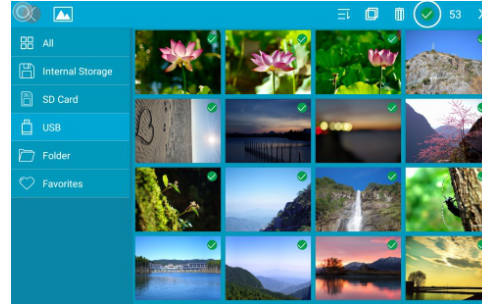 53
All
Internal Storage
SD Card
USB
Folder
Favorites